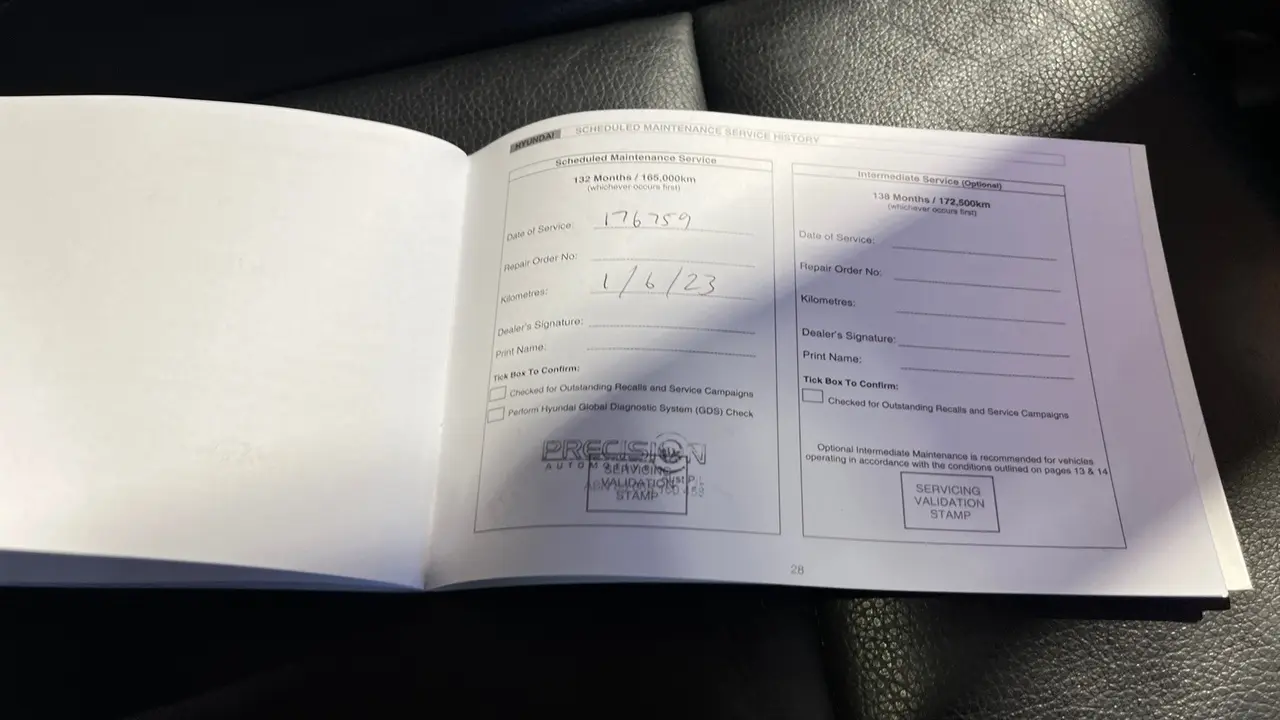 HYUNDAI SCHEDULED MAINTENANCE SERVICE HISTORY
Scheduled Maintenance Service
132 Months / 165,000km
(whichever occurs first)
Date of Service: 176759
Repair Order No:
Kilometres: 1/6/23
Dealer's Signature:
Print Name:
Tick Box To Confirm:
Checked for Outstanding Recalls and Service Campaigns
Perform Hyundai Global Diagnostic System (GDS) Check
PRECISION
SERVICING
VALIDATION
STAMP
Intermediate Service (Optional)
138 Months / 172,500km
(whichever occurs first)
Date of Service:
Repair Order No:
Kilometres:
Dealer's Signature:
Print Name:
Tick Box To Confirm:
Checked for Outstanding Recalls and Service Campaigns
Optional Intermediate Maintenance is recommended for vehicles
operating in accordance with the conditions outlined on pages 13 & 14
SERVICING
VALIDATION
STAMP
28